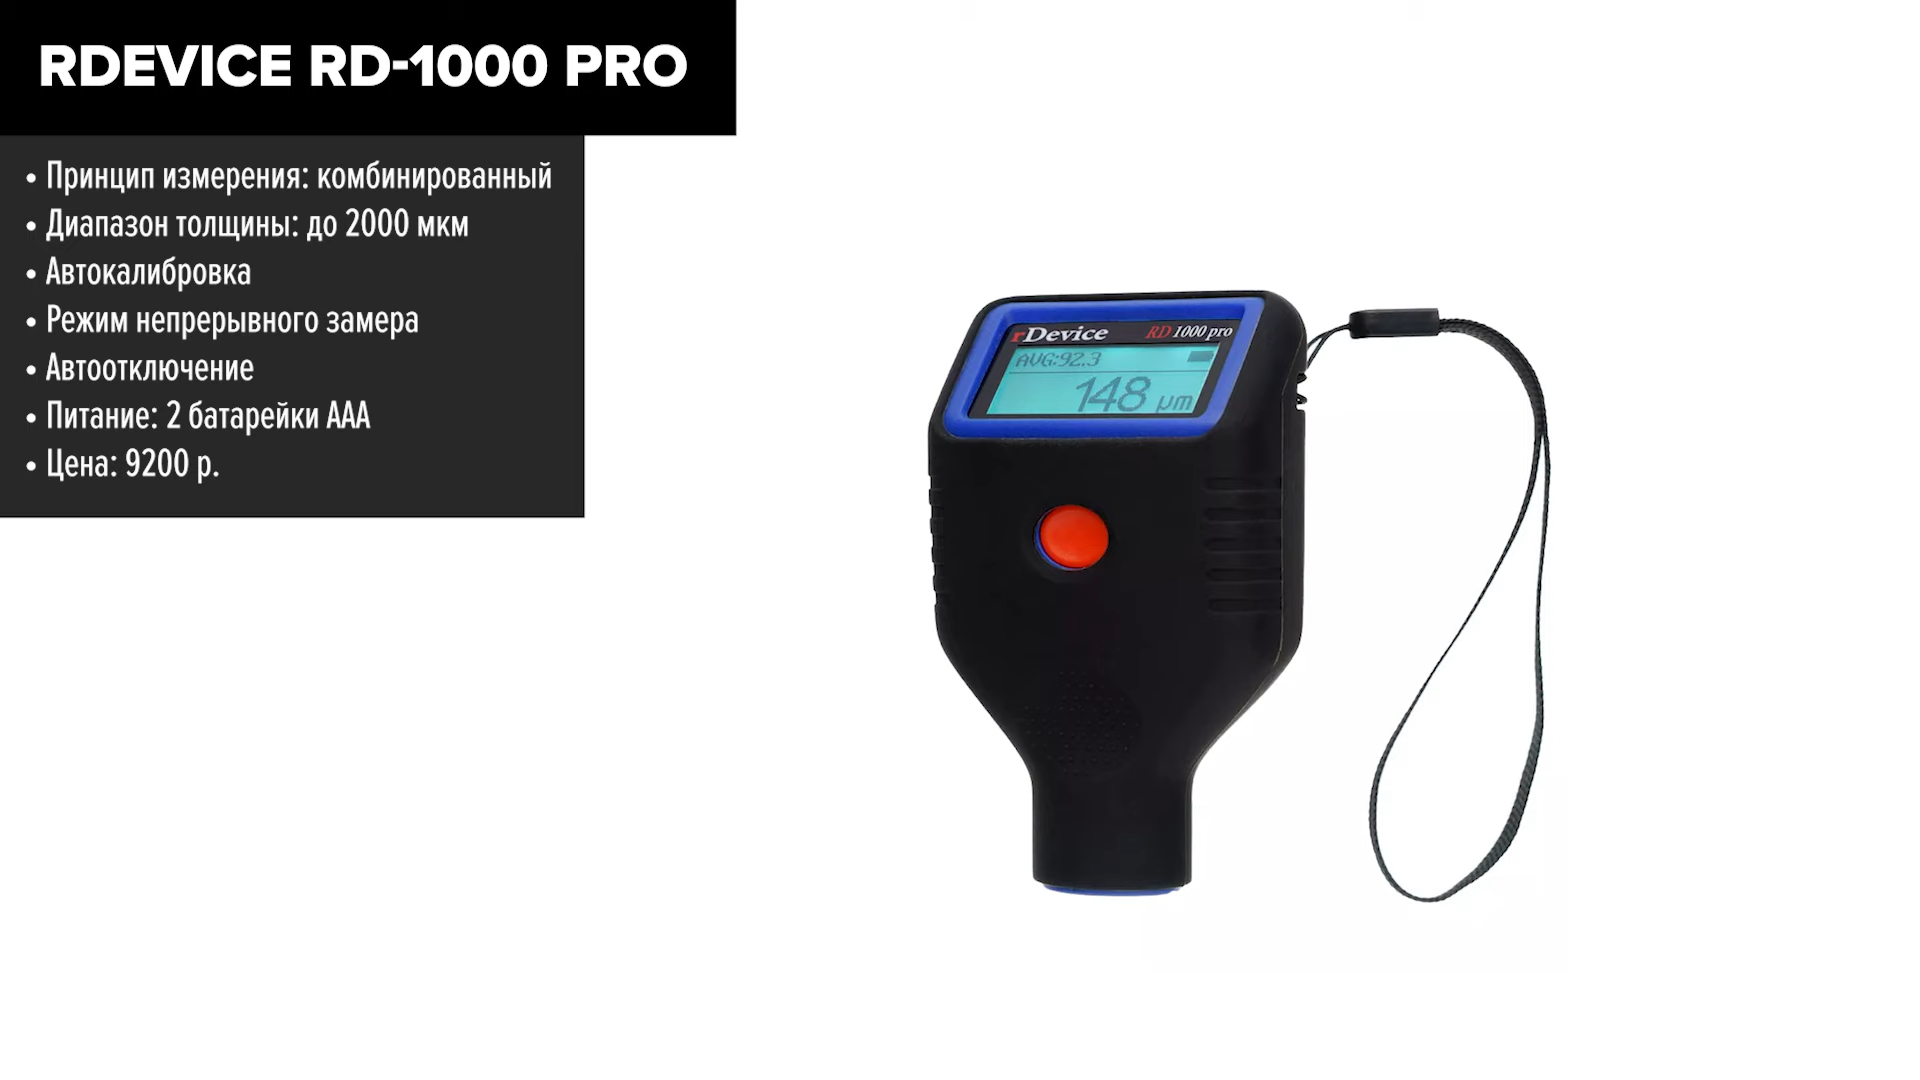 RDEVICE RD-1000 PRO
• Принцип измерения: комбинированный
• Диапазон толщины: до 2000 мкм
• Автокалибровка
• Режим непрерывного замера
• Автоотключение
• Питание: 2 батарейки ААА
• Цена: 9200 р.
rDevice RD 1000 pro
AVG:92.3
148 µm